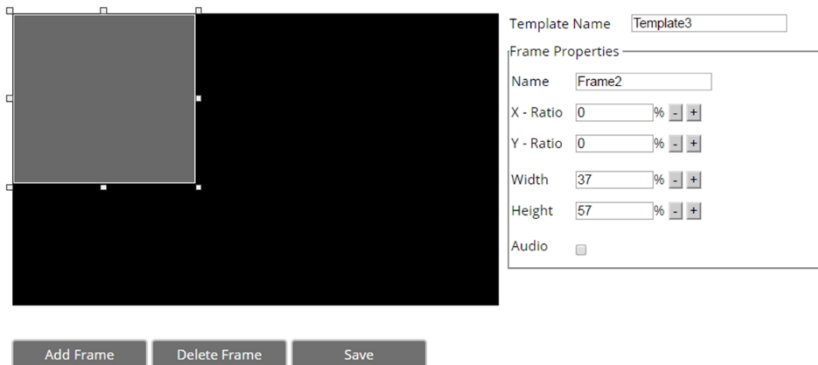 Template Name Template3
Frame Properties
Name Frame2
X - Ratio 0 % - +
Y - Ratio 0 % - +
Width 37 % - +
Height 57 % - +
Audio
Add Frame Delete Frame Save